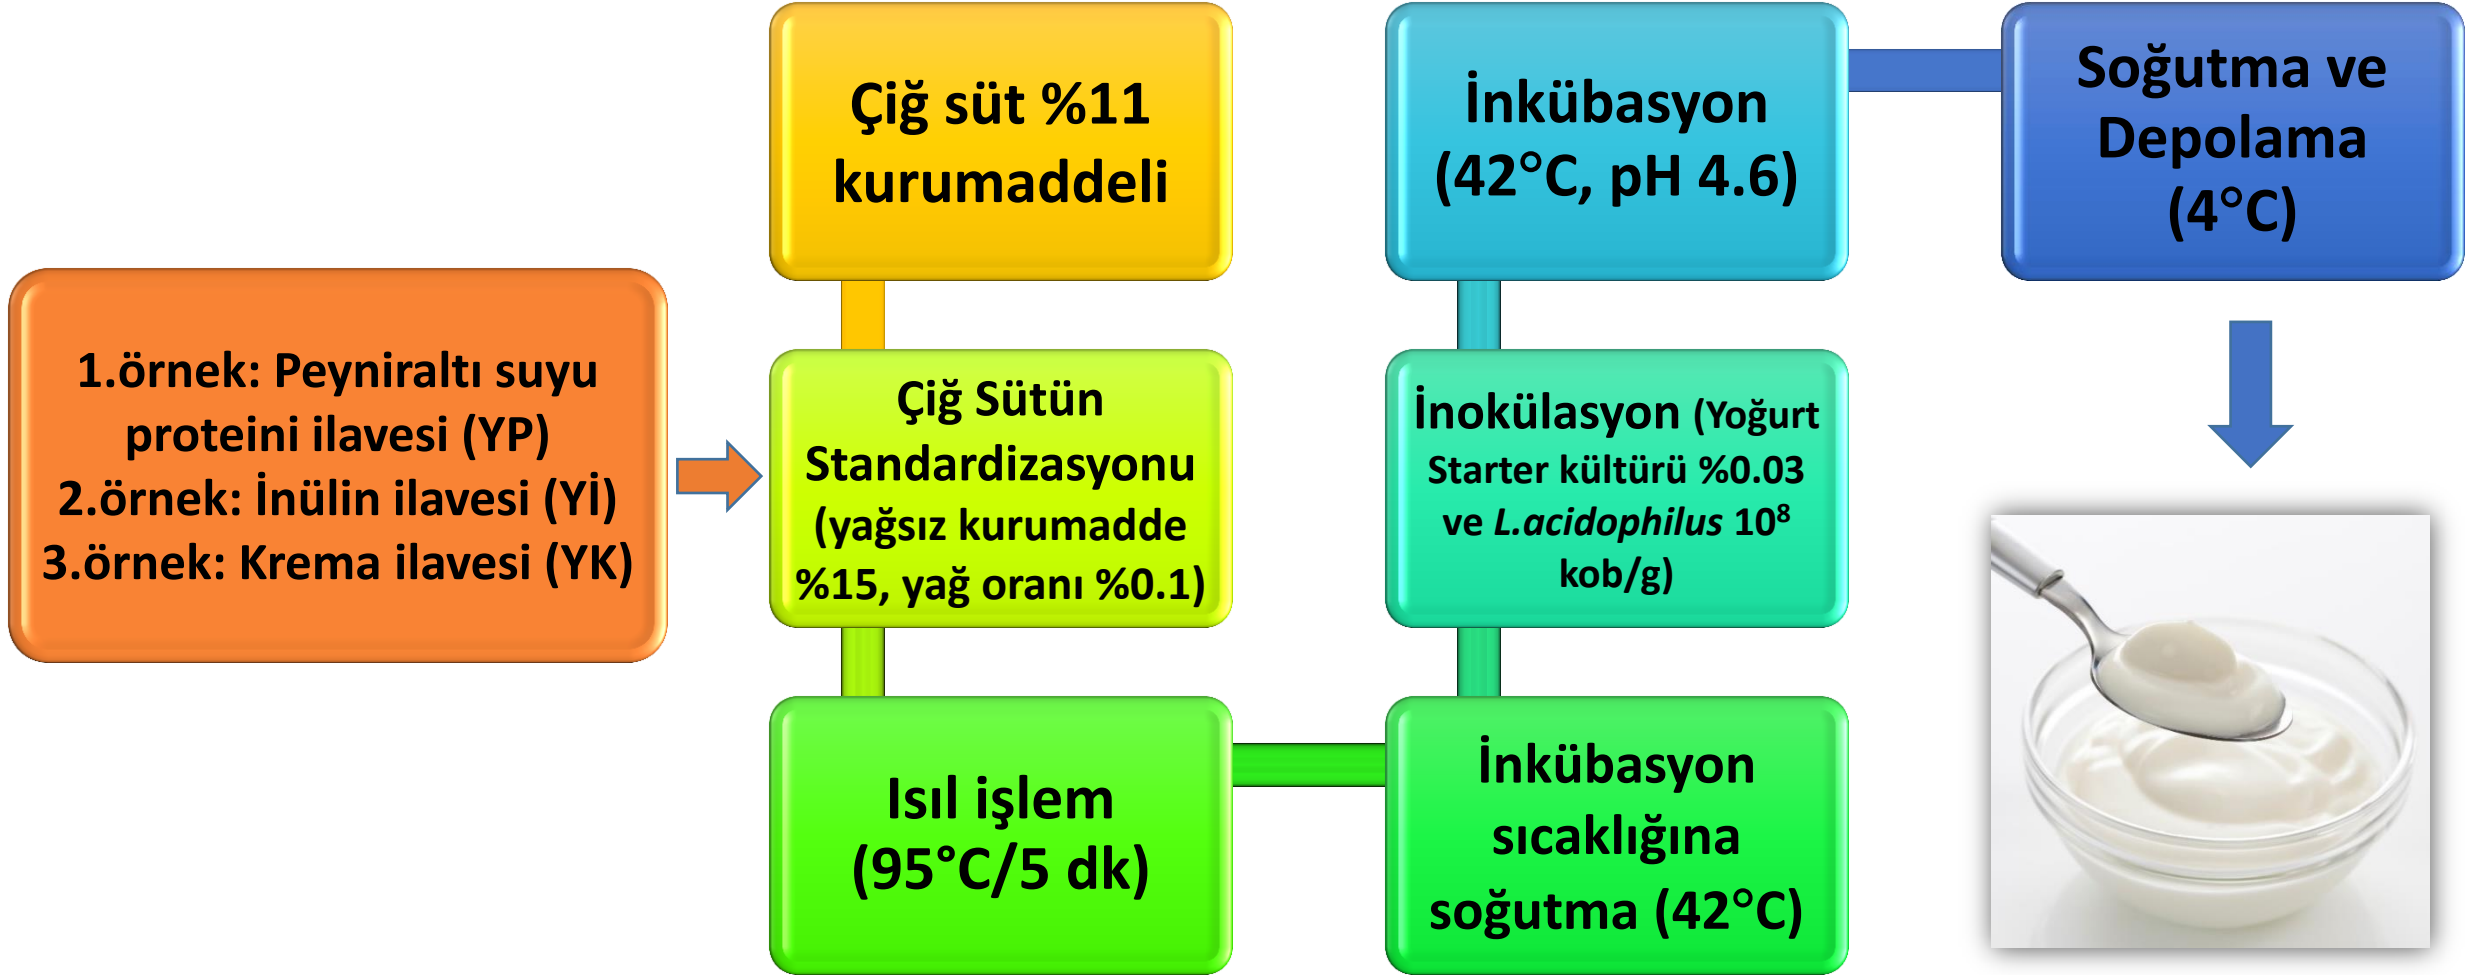 1.örnek: Peyniraltı suyu
proteini ilavesi (YP)
2.örnek: İnülin ilavesi (Yİ)
3.örnek: Krema ilavesi (YK)
Çiğ süt %11
kurumaddeli
Çiğ Sütün
Standardizasyonu
(yağsız kurumadde
%15, yağ oranı %0.1)
Isıl işlem
(95°C/5 dk)
İnkübasyon
sıcaklığına
soğutma (42°C)
İnokülasyon (Yoğurt
Starter kültürü %0.03
ve L.acidophilus 10⁸
kob/g)
İnkübasyon
(42°C, pH 4.6)
Soğutma ve
Depolama
(4°C)